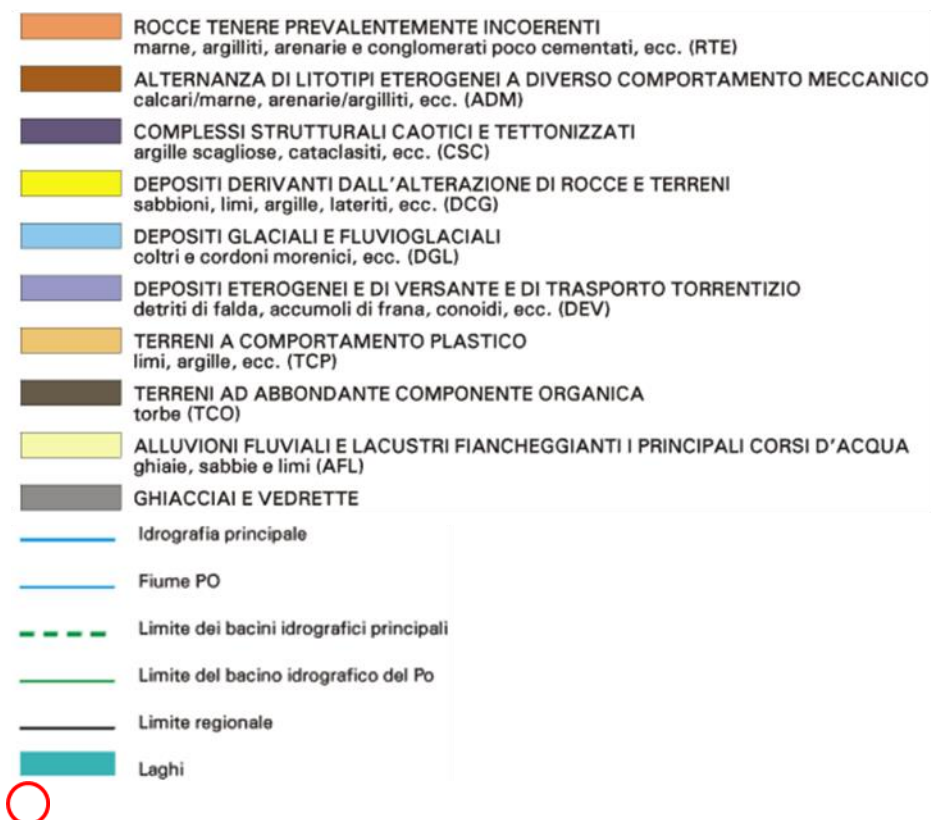 ROCCE TENERE PREVALENTEMENTE INCOERENTI
marne, argilliti, arenarie e conglomerati poco cementati, ecc. (RTE)
ALTERNANZA DI LITOTIPI ETEROGENEI A DIVERSO COMPORTAMENTO MECCANICO
calcari/marne, arenarie/argilliti, ecc. (ADM)
COMPLESSI STRUTTURALI CAOTICI E TETTONIZZATI
argille scagliose, cataclasiti, ecc. (CSC)
DEPOSITI DERIVANTI DALL'ALTERAZIONE DI ROCCE E TERRENI
sabbioni, limi, argille, lateriti, ecc. (DCG)
DEPOSITI GLACIALI E FLUVIOGLACIALI
coltri e cordoni morenici, ecc. (DGL)
DEPOSITI ETEROGENEI E DI VERSANTE E DI TRASPORTO TORRENTIZIO
detriti di falda, accumoli di frana, conoidi, ecc. (DEV)
TERRENI A COMPORTAMENTO PLASTICO
limi, argille, ecc. (TCP)
TERRENI AD ABBONDANTE COMPONENTE ORGANICA
torbe (TCO)
ALLUVIONI FLUVIALI E LACUSTRI FIANCHEGGIANTI I PRINCIPALI CORSI D'ACQUA
ghiaie, sabbie e limi (AFL)
GHIACCIAI E VEDRETTE
Idrografia principale
Fiume PO
Limite dei bacini idrografici principali
Limite del bacino idrografico del Po
Limite regionale
Laghi